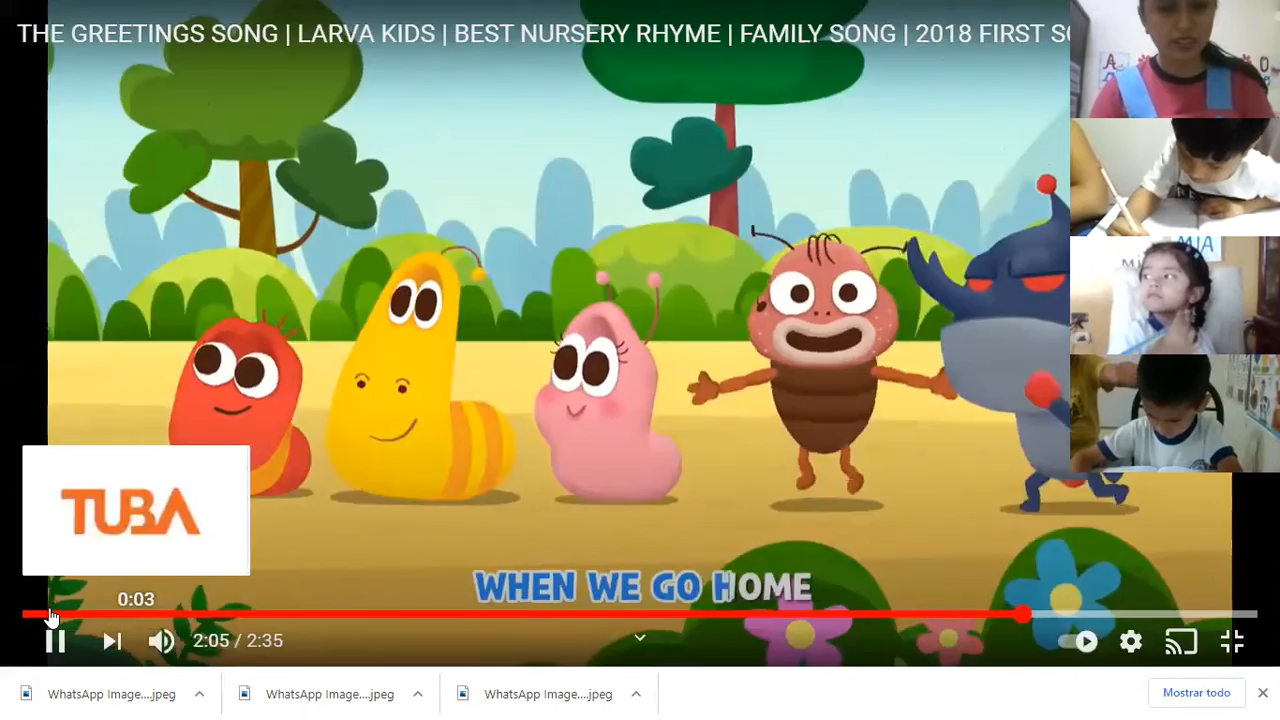 THE GREETINGS SONG | LARVA KIDS | BEST NURSERY RHYME | FAMILY SONG | 2018 FIRST
A
MIA
TUBA
WHEN WE GO HOME
0:03
2:05 / 2:35
WhatsApp Image....jpeg
WhatsApp Image....jpeg
WhatsApp Image....jpeg
Mostrar todo